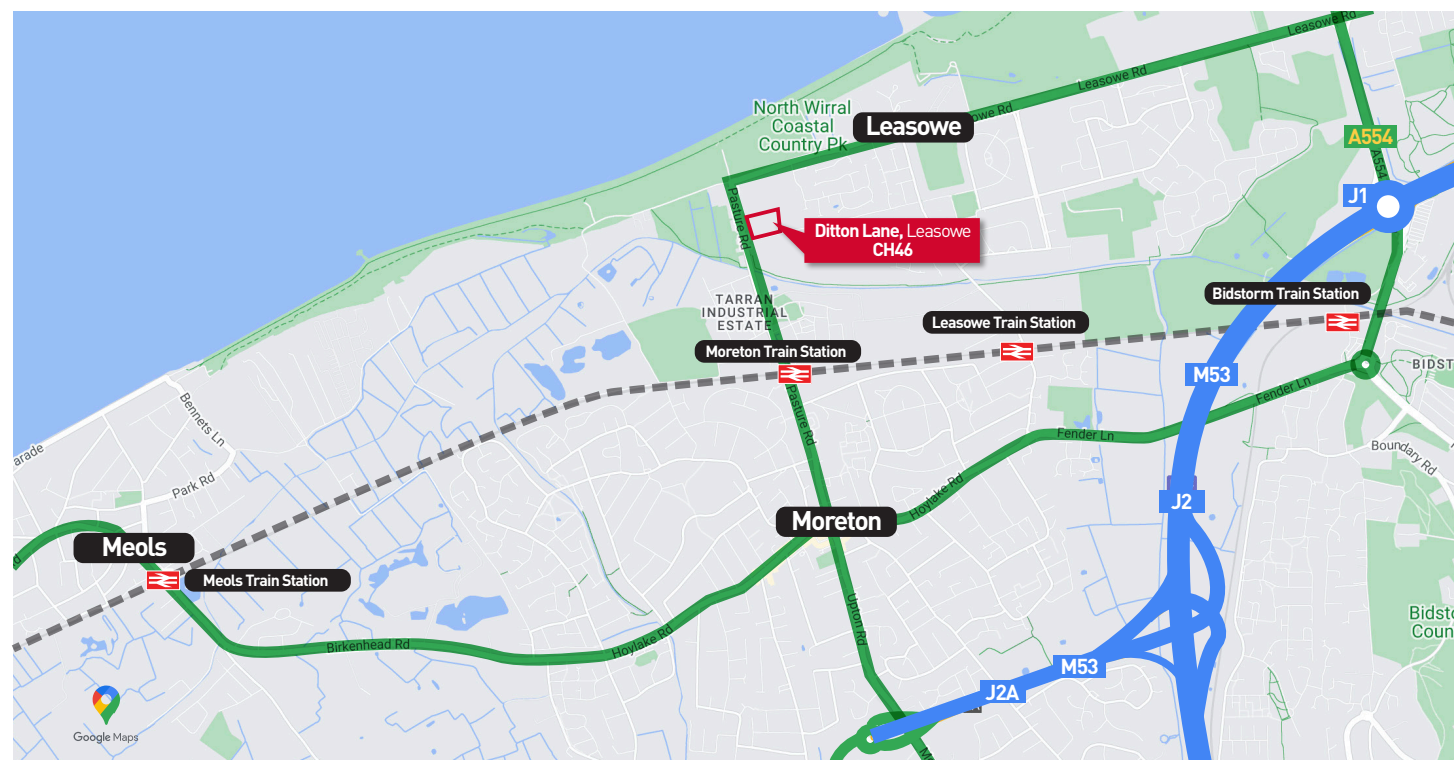 Leasowe Rd
Leasowe Rd
North Wirral
Coastal
Country Pk
Leasowe
owe Rd
A554
A554
J1
Pasture Rd
Ditton Lane, Leasowe
CH46
TARRAN
INDUSTRIAL
ESTATE
Bidstorm Train Station
Leasowe Train Station
Moreton Train Station
BIDST
M53
Fender Ln
Pasture Rd
Bennets Ln
Fender Ln
arade
Boundary Rd
Park Rd
Hoylake Rd
J2
Moreton
Meols
Meols Train Station
Upton Rd
Bidsto
Coun
Hoylake Rd
Birkenhead Rd
M53
J2A
Google Maps